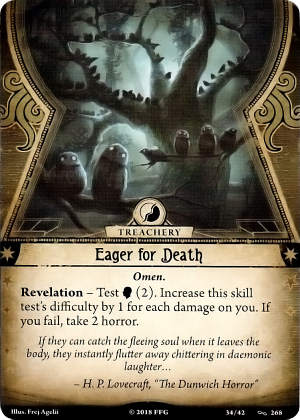 TREACHERY
Eager for Death
Omen.
Revelation – Test (2). Increase this skill
test's difficulty by 1 for each damage on you. If
you fail, take 2 horror.
If they can catch the fleeing soul when it leaves the
body, they instantly flutter away chittering in daemonic
laughter…
– H. P. Lovecraft, "The Dunwich Horror"
Illus. Frej Agelii © 2018 FFG 34/42 268